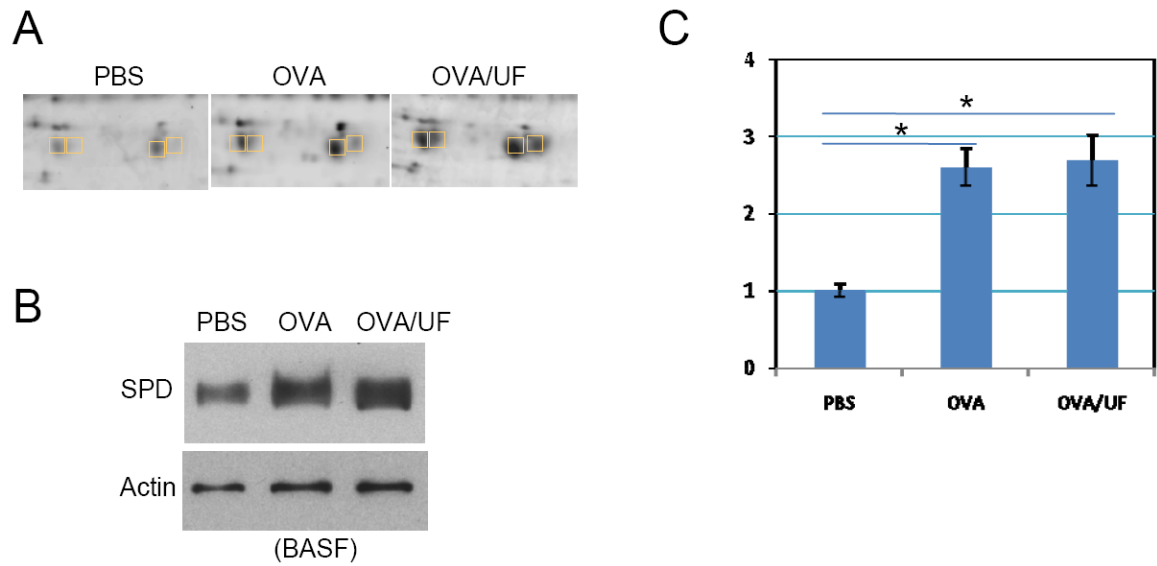 A
PBS OVA OVA/UF
B
PBS OVA OVA/UF
SPD
Actin
(BASF)
C
4
3
2
1
0
*
*
PBS OVA OVA/UF